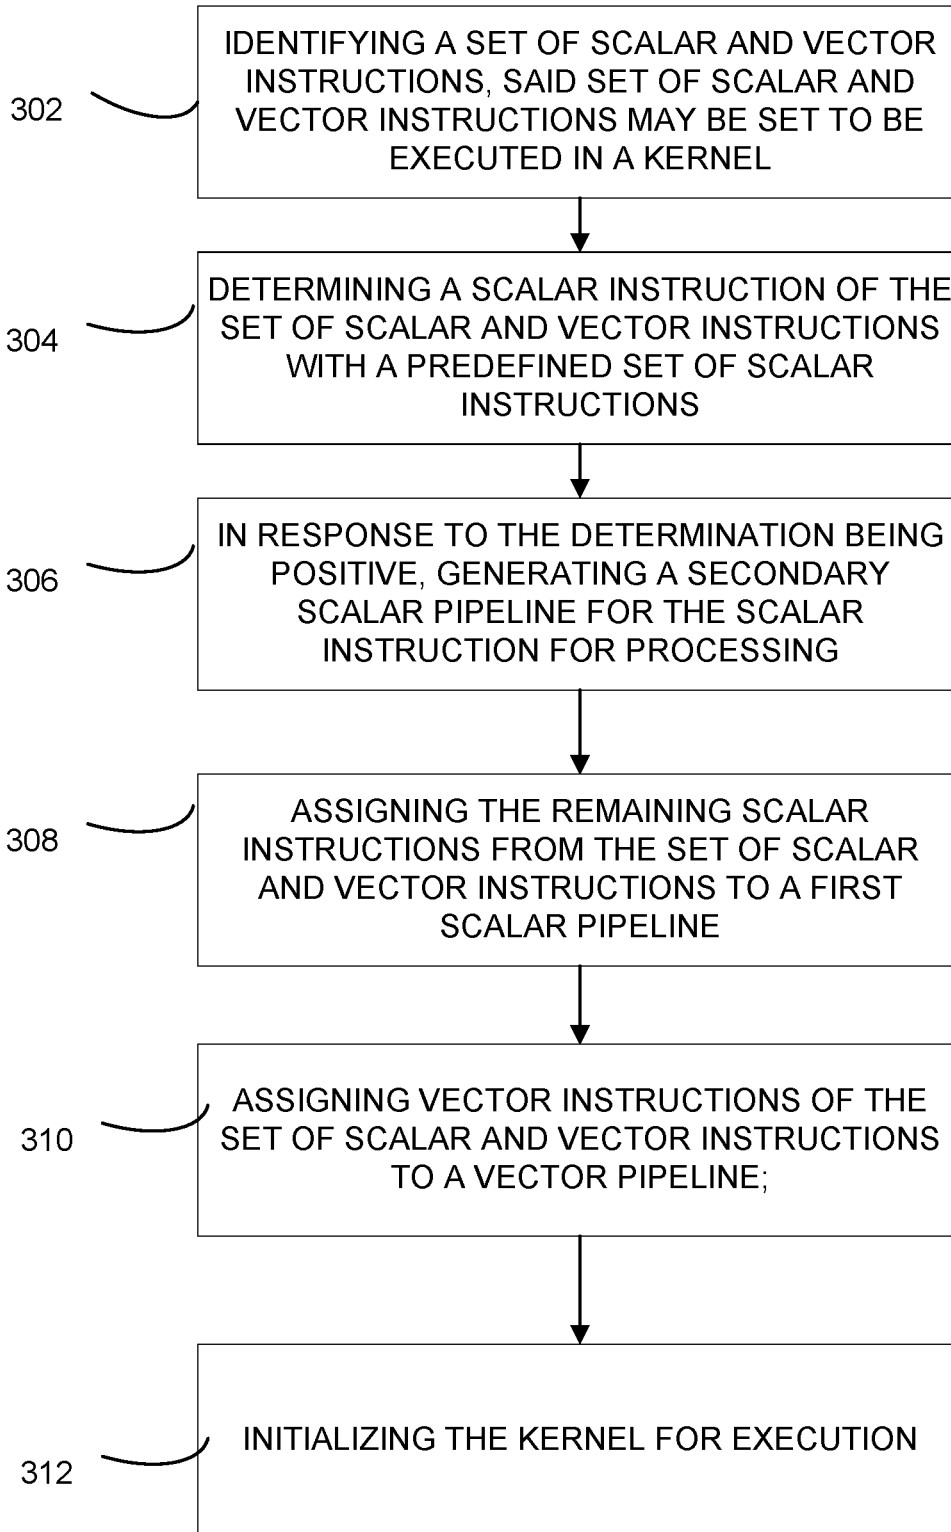 IDENTIFYING A SET OF SCALAR AND VECTOR
INSTRUCTIONS, SAID SET OF SCALAR AND
VECTOR INSTRUCTIONS MAY BE SET TO BE
EXECUTED IN A KERNEL
302
DETERMINING A SCALAR INSTRUCTION OF THE
SET OF SCALAR AND VECTOR INSTRUCTIONS
WITH A PREDEFINED SET OF SCALAR
INSTRUCTIONS
304
IN RESPONSE TO THE DETERMINATION BEING
POSITIVE, GENERATING A SECONDARY
SCALAR PIPELINE FOR THE SCALAR
INSTRUCTION FOR PROCESSING
306
ASSIGNING THE REMAINING SCALAR
INSTRUCTIONS FROM THE SET OF SCALAR
AND VECTOR INSTRUCTIONS TO A FIRST
SCALAR PIPELINE
308
ASSIGNING VECTOR INSTRUCTIONS OF THE
SET OF SCALAR AND VECTOR INSTRUCTIONS
TO A VECTOR PIPELINE;
310
INITIALIZING THE KERNEL FOR EXECUTION
312